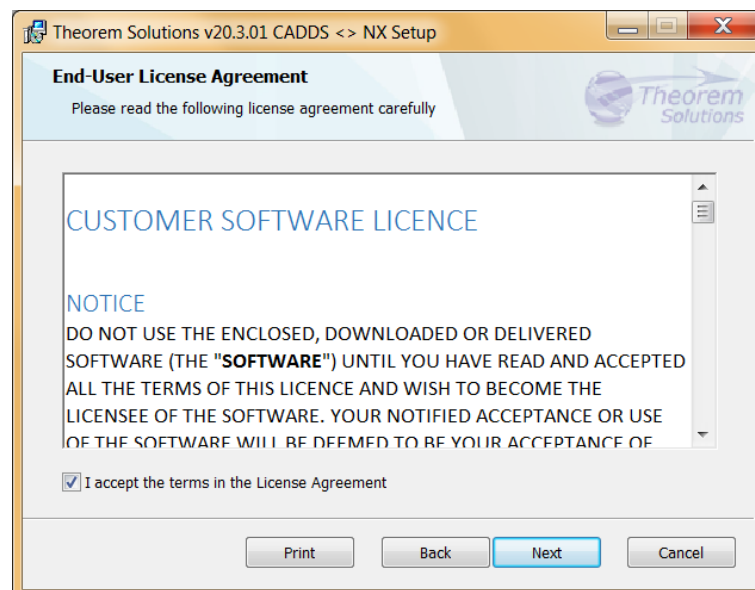 Theorem Solutions v20.3.01 CADDS <> NX Setup
End-User License Agreement
Please read the following license agreement carefully
Theorem
Solutions
CUSTOMER SOFTWARE LICENCE
NOTICE
DO NOT USE THE ENCLOSED, DOWNLOADED OR DELIVERED
SOFTWARE (THE "SOFTWARE") UNTIL YOU HAVE READ AND ACCEPTED
ALL THE TERMS OF THIS LICENCE AND WISH TO BECOME THE
LICENSEE OF THE SOFTWARE. YOUR NOTIFIED ACCEPTANCE OR USE
OF THE SOFTWARE WILL BE DEEMED TO BE YOUR ACCEPTANCE OF
I accept the terms in the License Agreement
Print
Back
Next
Cancel